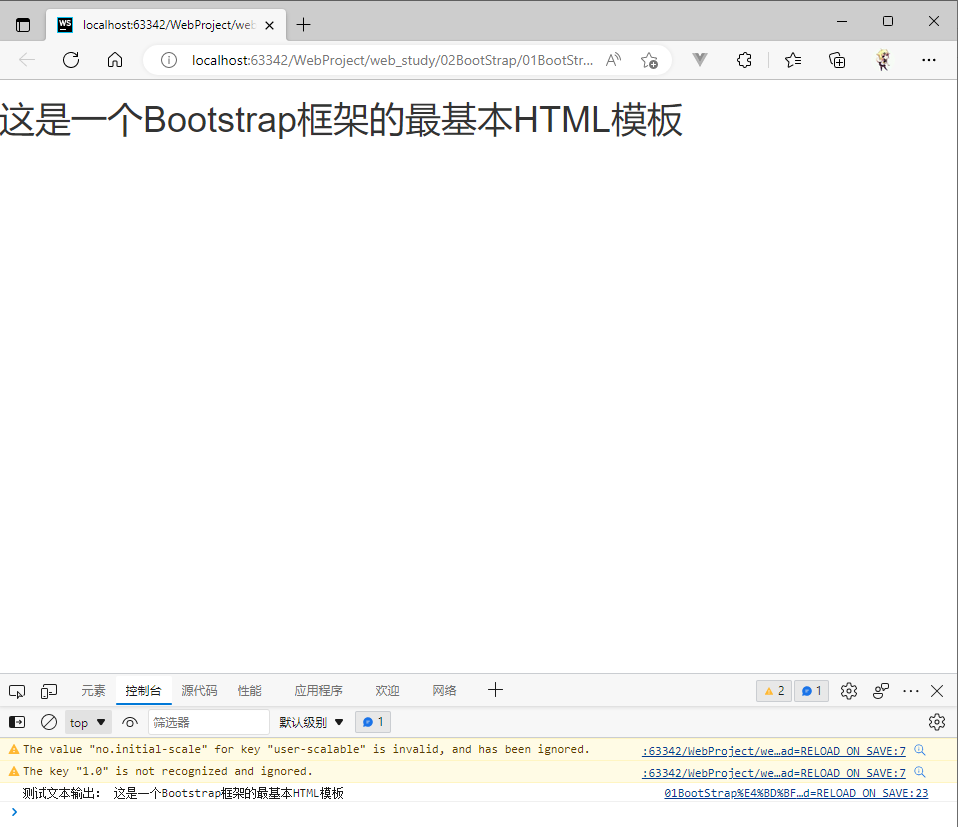 localhost:63342/WebProject/web
localhost:63342/WebProject/web_study/02BootStrap/01BootStr...
这是一个Bootstrap框架的最基本HTML模板
元素 控制台 源代码 性能 应用程序 欢迎 网络 2 1
top 筛选器 默认级别 1
The value "no.initial-scale" for key "user-scalable" is invalid, and has been ignored. :63342/WebProject/we…ad=RELOAD_ON_SAVE:7
The key "1.0" is not recognized and ignored. :63342/WebProject/we…ad=RELOAD_ON_SAVE:7
测试文本输出: 这是一个Bootstrap框架的最基本HTML模板 01BootStrap%E4%BD%BF…d=RELOAD_ON_SAVE:23